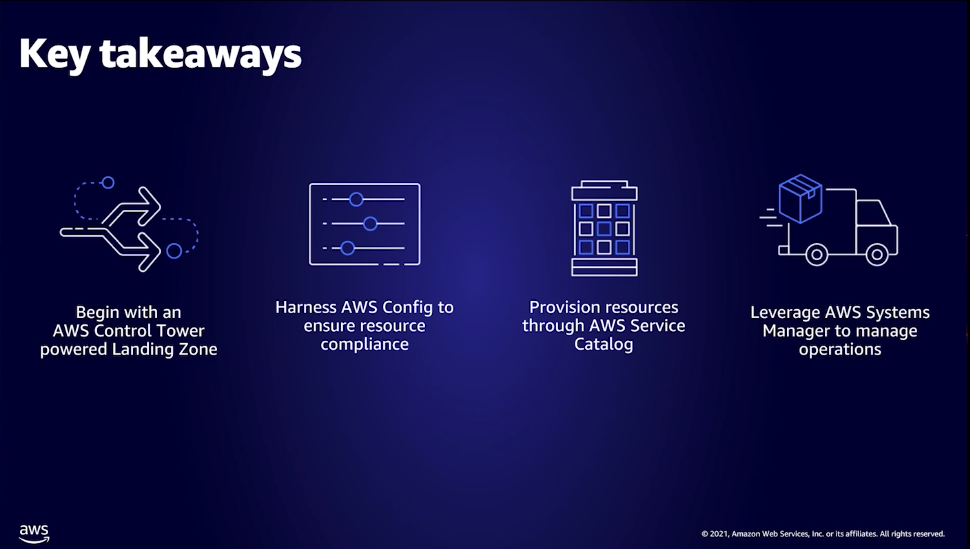 Key takeaways
Begin with an
AWS Control Tower
powered Landing Zone
Harness AWS Config to
ensure resource
compliance
Provision resources
through AWS Service
Catalog
Leverage AWS Systems
Manager to manage
operations
aws
© 2021, Amazon Web Services, Inc. or its affiliates. All rights reserved.